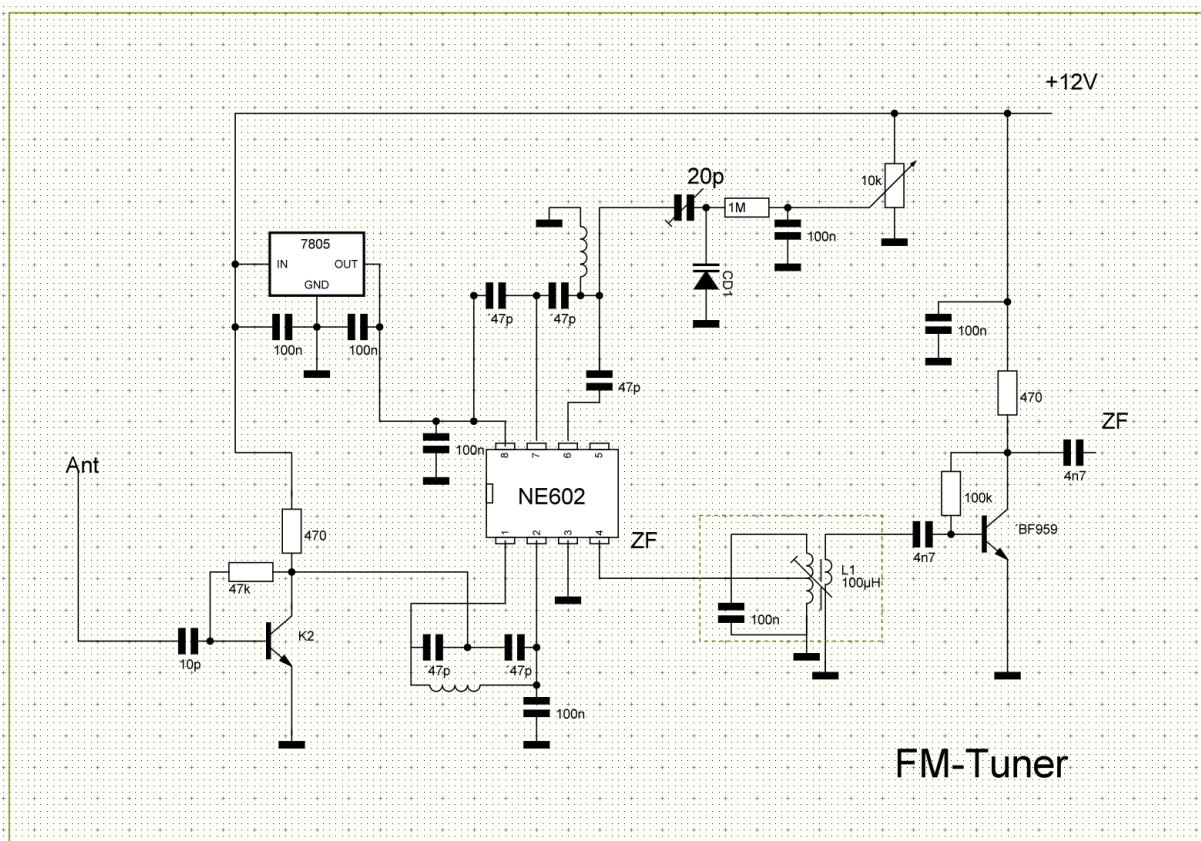 +12V
20p
10k
1M
100n
7805
IN
OUT
GND
CD1
47p
47p
100n
100n
100n
47p
470
ZF
Ant
100n
8
7
6
5
4n7
NE602
100k
470
1
2
3
4
ZF
4n7
BF959
L1
100µH
47k
K2
100n
10p
47p
47p
100n
FM-Tuner